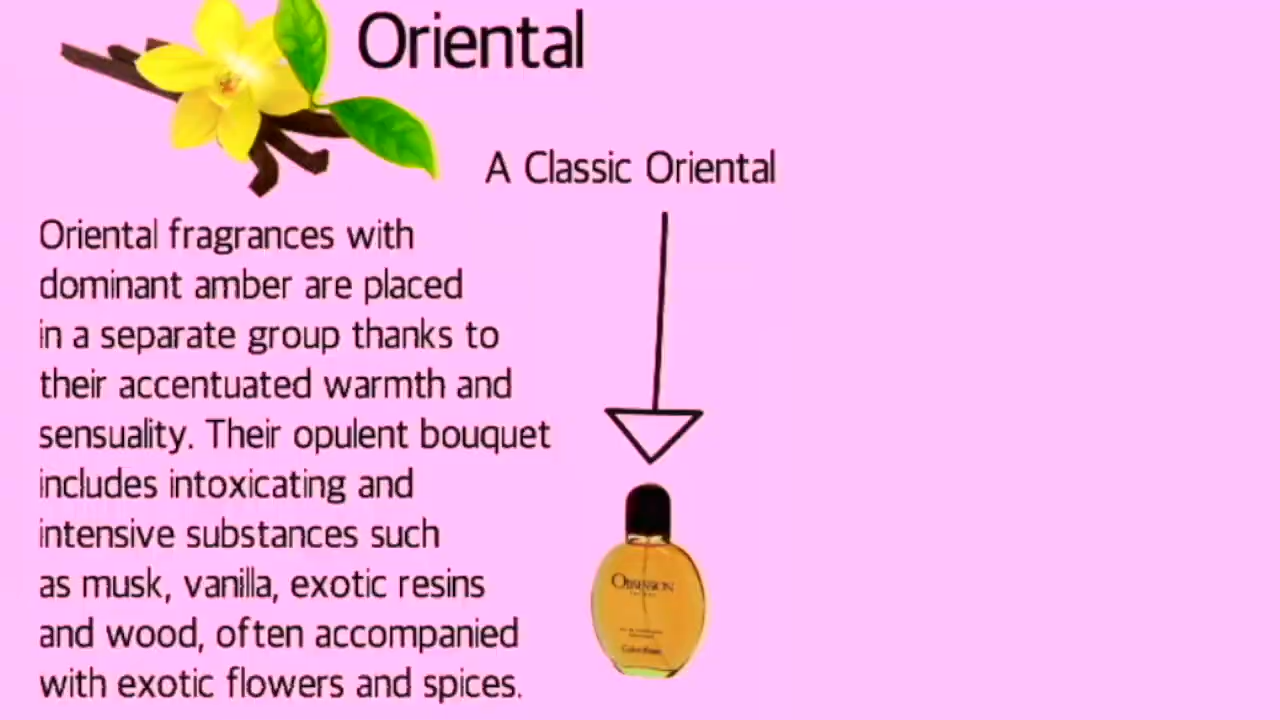 Oriental
A Classic Oriental
Oriental fragrances with
dominant amber are placed
in a separate group thanks to
their accentuated warmth and
sensuality. Their opulent bouquet
includes intoxicating and
intensive substances such
as musk, vanilla, exotic resins
and wood, often accompanied
with exotic flowers and spices.
Obsession
Calvin Klein